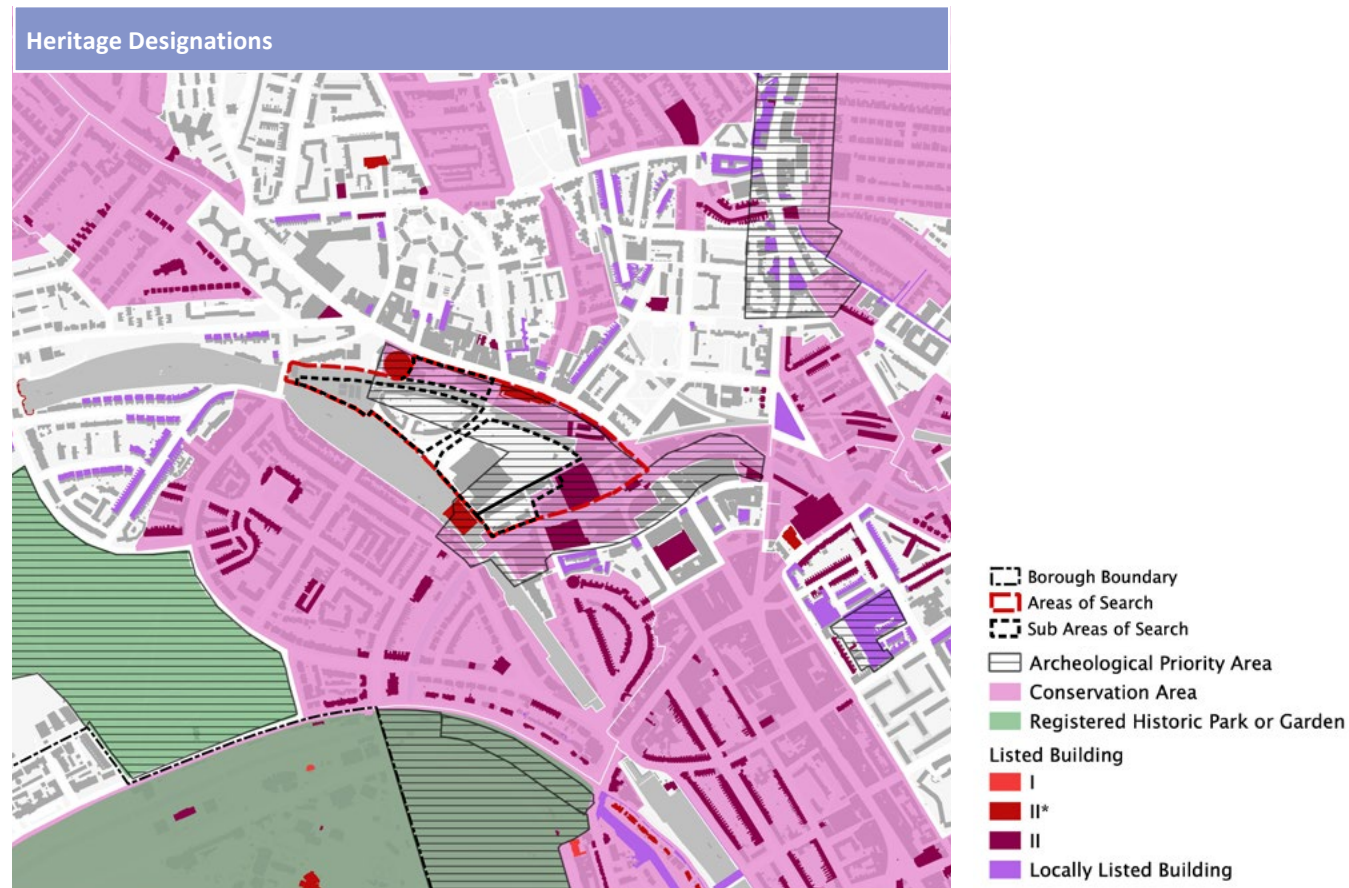 Heritage Designations
Borough Boundary
Areas of Search
Sub Areas of Search
Archeological Priority Area
Conservation Area
Registered Historic Park or Garden
Listed Building
I
II*
II
Locally Listed Building